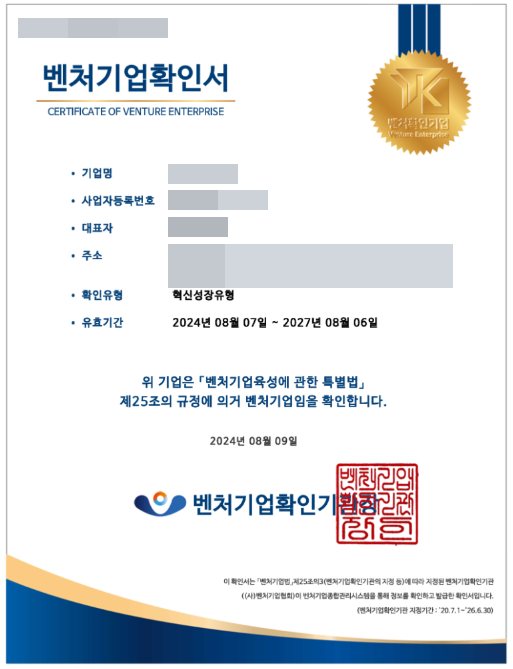 벤처기업확인서
CERTIFICATE OF VENTURE ENTERPRISE
벤처확인기업
Venture Enterprise
• 기업명
• 사업자등록번호
• 대표자
• 주소
• 확인유형 혁신성장유형
• 유효기간 2024년 08월 07일 ~ 2027년 08월 06일
위 기업은 「벤처기업육성에 관한 특별법」
제25조의 규정에 의거 벤처기업임을 확인합니다.
2024년 08월 09일
벤처기업확인기관장
이 확인서는 「벤처기업법」제25조의3(벤처기업확인기관의 지정 등)에 따라 지정된 벤처기업확인기관
((사)벤처기업협회)이 벤처기업종합관리시스템을 통해 정보를 확인하고 발급한 확인서입니다.
(벤처기업확인기관 지정기간 : '20.7.1~'26.6.30)